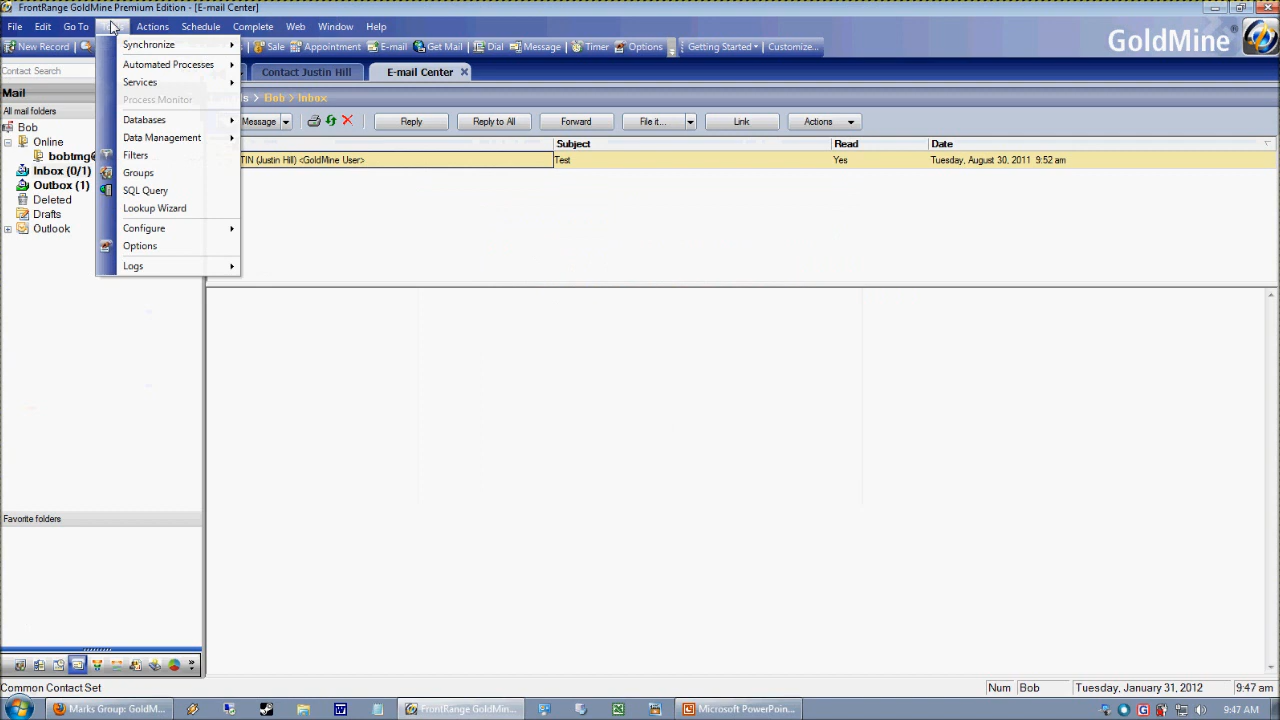 FrontRange GoldMine Premium Edition - [E-mail Center]
File Edit Go To Actions Schedule Complete Web Window Help
New Record Sale Appointment E-mail Get Mail Dial Message Timer Options Getting Started Customize...
GoldMine®
Contact Search
Contact Justin Hill
E-mail Center
Mail
Bob > Inbox
All mail folders
Bob
Online
bobtmg@
Inbox (0/1)
Outbox (1)
Deleted
Drafts
Outlook
Synchronize
Automated Processes
Services
Process Monitor
Databases
Data Management
Filters
Groups
SQL Query
Lookup Wizard
Configure
Options
Logs
Message Reply Reply to All Forward File it... Link Actions
Subject Read Date
TIN (Justin Hill) <GoldMine User> Test Yes Tuesday, August 30, 2011 9:52 am
Favorite folders
Common Contact Set
Num Bob Tuesday, January 31, 2012 9:47 am
Marks Group: GoldM... FrontRange GoldMin... Microsoft PowerPoin... 9:47 AM